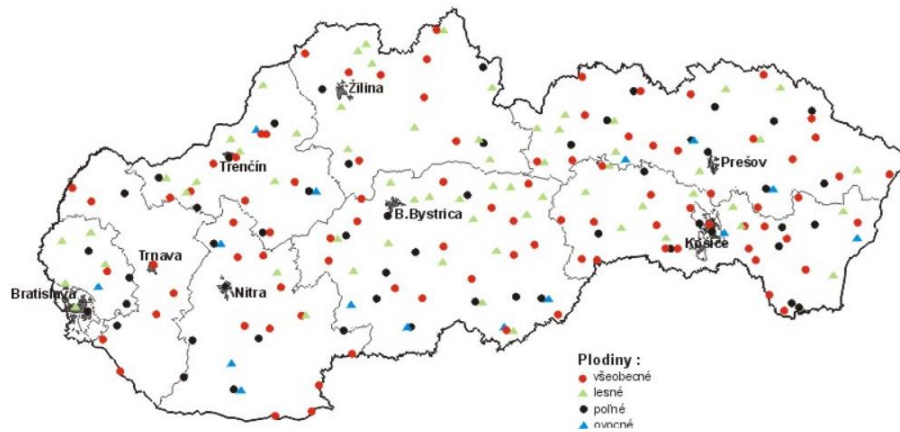 Žilina
Trenčín
Prešov
B.Bystrica
Košice
Trnava
Nitra
Bratislava
Plodiny :
všeobecné
lesné
poľné
ovocné